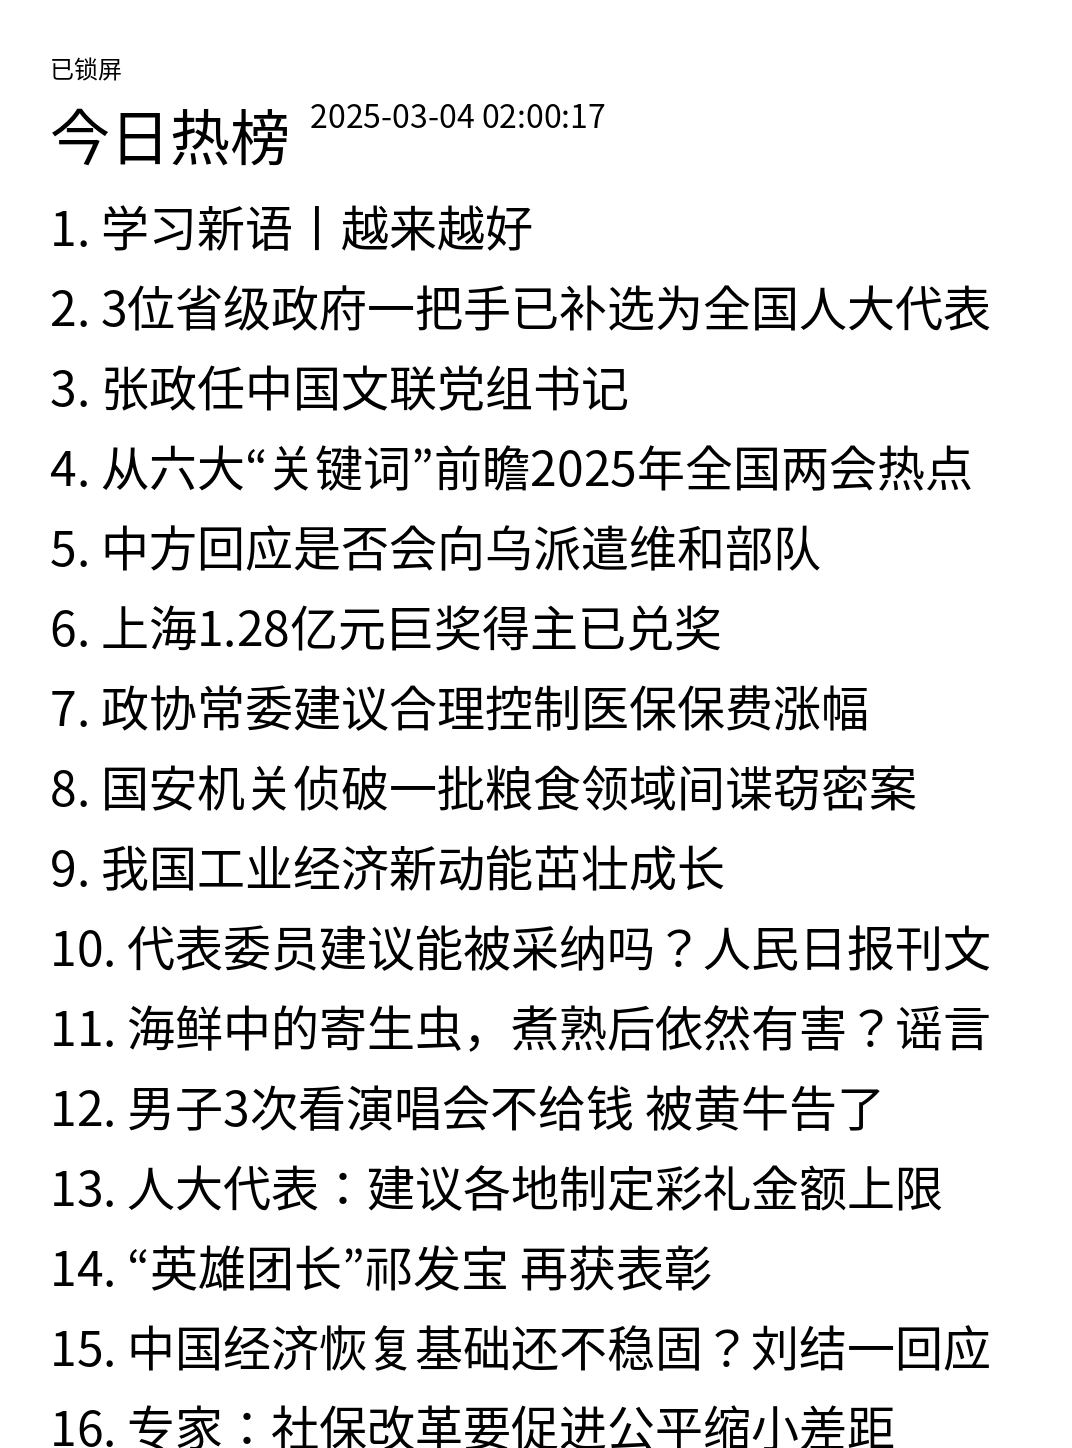 已锁屏
今日热榜 2025-03-04 02:00:17
1. 学习新语丨越来越好
2. 3位省级政府一把手已补选为全国人大代表
3. 张政任中国文联党组书记
4. 从六大“关键词”前瞻2025年全国两会热点
5. 中方回应是否会向乌派遣维和部队
6. 上海1.28亿元巨奖得主已兑奖
7. 政协常委建议合理控制医保保费涨幅
8. 国安机关侦破一批粮食领域间谍窃密案
9. 我国工业经济新动能茁壮成长
10. 代表委员建议能被采纳吗？人民日报刊文
11. 海鲜中的寄生虫，煮熟后依然有害？谣言
12. 男子3次看演唱会不给钱 被黄牛告了
13. 人大代表：建议各地制定彩礼金额上限
14. “英雄团长”祁发宝 再获表彰
15. 中国经济恢复基础还不稳固？刘结一回应
16. 专家：社保改革要促进公平缩小差距